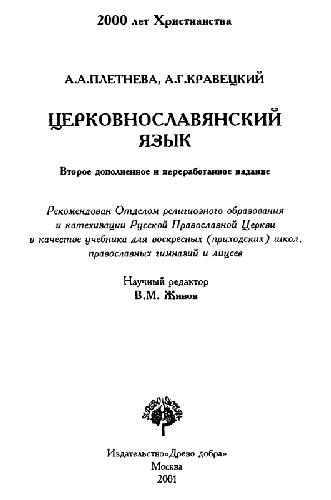 2000 лет Христианства
А.А.ПЛЕТНЕВА, А.Г.КРАВЕЦКИЙ
ЦЕРКОВНОСЛАВЯНСКИЙ
ЯЗЫК
Второе дополненное и переработанное издание
Рекомендован Отделом религиозного образования
и катехизации Русской Православной Церкви
в качестве учебника для воскресных (приходских) школ,
православных гимназий и лицеев
Научный редактор
В.М. Живов
Издательство«Древо добра»
Москва
2001